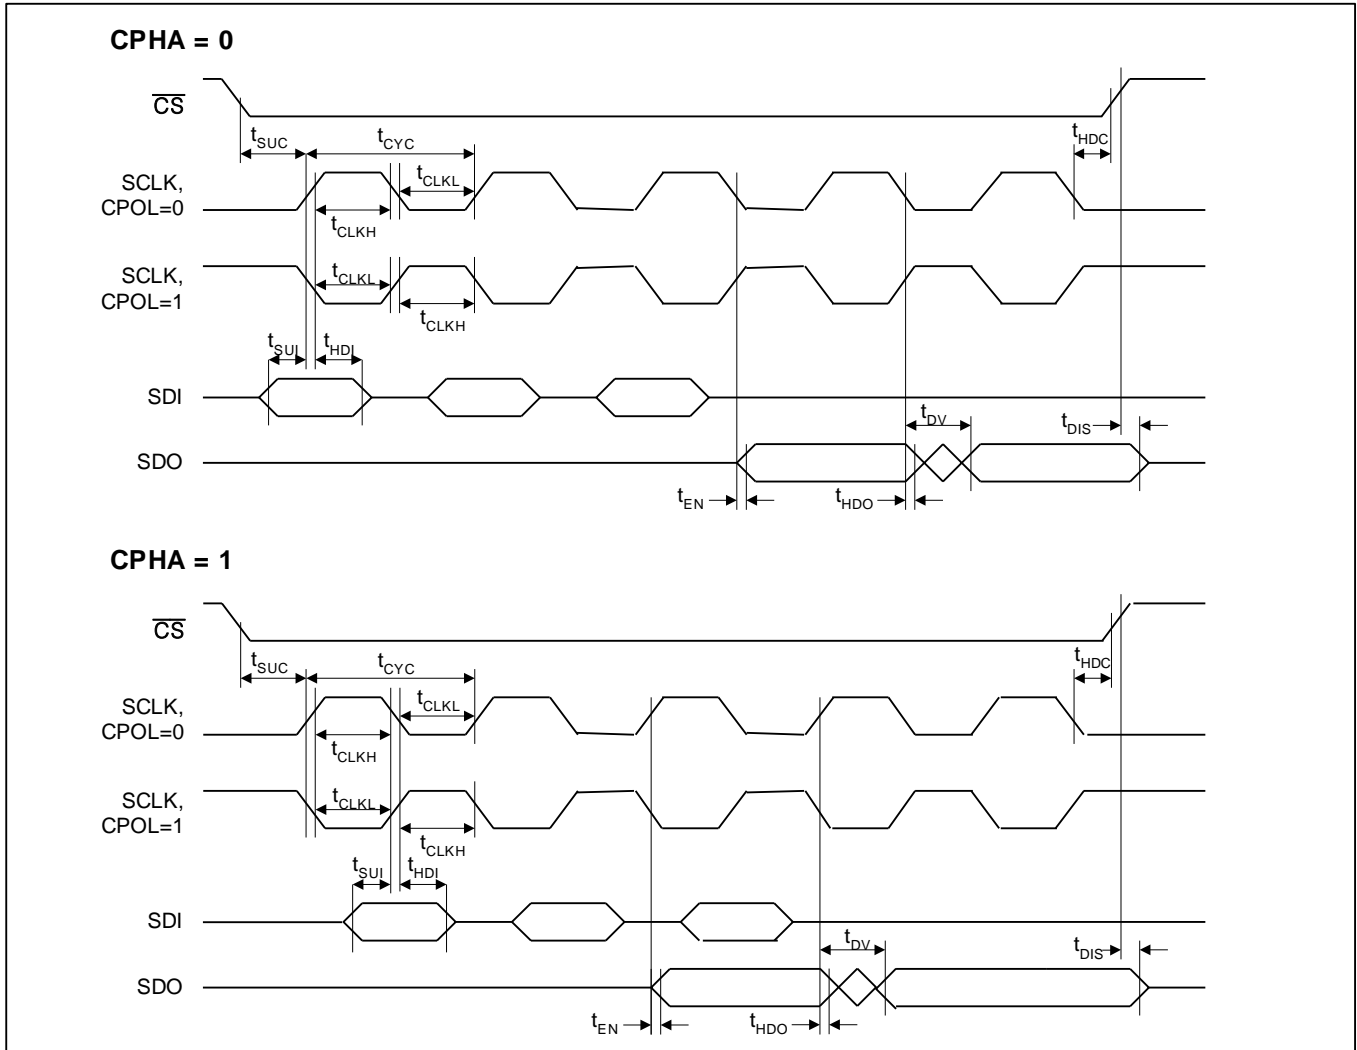 CPHA = 0
CS
tSUC
tCYC
tHDC
tCLKL
SCLK,
CPOL=0
tCLKH
SCLK,
CPOL=1
tCLKL
tCLKH
tSUI
tHDI
SDI
tDV
tDIS
SDO
tEN
tHDO
CPHA = 1
CS
tSUC
tCYC
tHDC
tCLKL
SCLK,
CPOL=0
tCLKH
SCLK,
CPOL=1
tCLKL
tCLKH
tSUI
tHDI
SDI
tDV
tDIS
SDO
tEN
tHDO